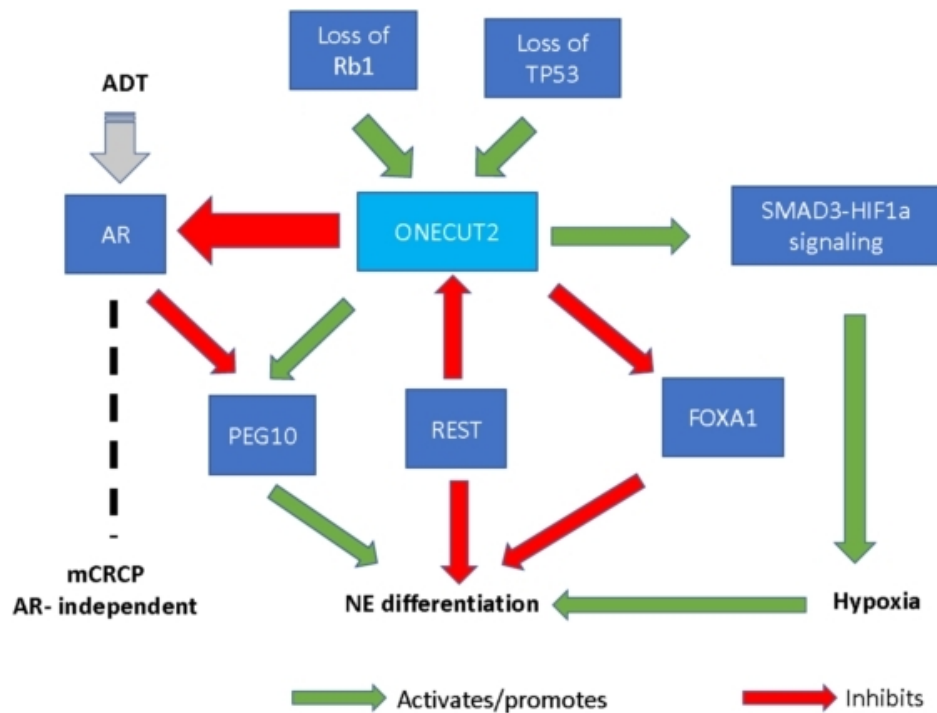 Loss of
Rb1
Loss of
TP53
ADT
AR
ONECUT2
SMAD3-HIF1a
signaling
PEG10
REST
FOXA1
mCRCP
AR- independent
NE differentiation
Hypoxia
Activates/promotes
Inhibits